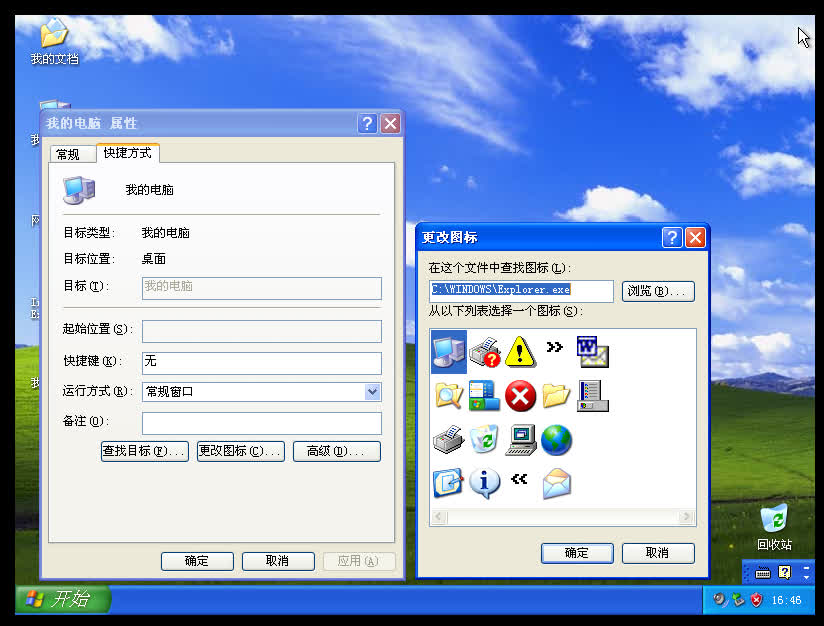 我的文档
我
网
In
E:
我
我的电脑 属性
常规
快捷方式
我的电脑
目标类型:
我的电脑
目标位置:
桌面
目标(T):
我的电脑
起始位置(S):
快捷键(K):
无
运行方式(R):
常规窗口
备注(O):
查找目标(F)...
更改图标(C)...
高级(D)...
确定
取消
应用(A)
更改图标
在这个文件中查找图标(L):
C:\WINDOWS\Explorer.exe
浏览(B)...
从以下列表选择一个图标(S):
确定
取消
回收站
开始
16:46